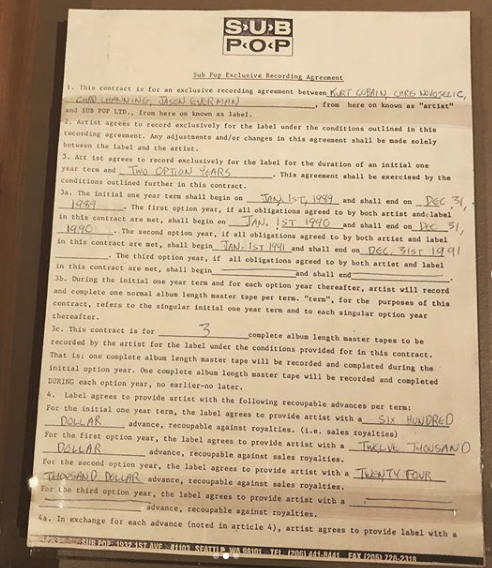 SUB
POP
Sub Pop Exclusive Recording Agreement
1. This contract is for an exclusive recording agreement between KURT COBAIN, CHRIS NOVOSELIC,
CHAD CHANNING, JASON EVERMAN, from here on known as "artist"
and SUB POP LTD., from here on known as label.
2. Artist agrees to record exclusively for the label under the conditions outlined in this
recording agreement. Any adjustments and/or changes in this agreement shall be made solely
between the label and the artist.
3. Art ist agrees to record exclusively for the label for the duration of an initial one
year term and TWO OPTION YEARS. This agreement shall be exercised by the
conditions outlined further in this contract.
3a. The initial one year term shall begin on JAN. 1ST, 1989 and shall end on DEC 31,
1989. The first option year, if all obligations agreed to by both artist and label
in this contract are met, shall begin on JAN. 1ST 1990 and shall end on DEC 31,
1990. The second option year, if all obligations agreed to by both artist and label
in this contract are met, shall begin JAN. 1ST 1991 and shall end on DEC. 31ST 1991
. The third option year, if all obligations agreed to by both artist and label
in this contract are met, shall begin and shall end
3b. During the initial one year term and for each option year thereafter, artist will record
and complete one normal album length master tape per term. "term", for the purposes of this
contract, refers to the singular initial one year term and to each singular option year
thereafter.
3c. This contract is for 3 complete album length master tapes to be
recorded by the artist for the label under the conditions provided for in this contract.
That is: one complete album length master tape will be recorded and completed during the
initial option year. One complete album length master tape will be recorded and completed
DURING each option year, no earlier-no later.
4. Label agrees to provide artist with the following recoupable advances per term:
For the initial one year term, the label agrees to provide artist with a SIX HUNDRED
DOLLAR advance, recoupable against royalties. (i.e. sales royalties)
For the first option year, the label agrees to provide artist with a TWELVE THOUSAND
DOLLAR advance, recoupable against sales royalties.
For the second option year, the label agrees to provide artist with a TWENTY FOUR
THOUSAND DOLLAR advance, recoupable against sales royalties.
For the third option year, the label agrees to provide artist with a
advance, recoupable against sales royalties.
4a. In exchange for each advance (noted in article 4), artist agrees to provide label with a
SUB POP 1932 1ST AVE. #1103 SEATTLE, WA 98101 TEL (206) 441-8441 FAX (206) 728-2319